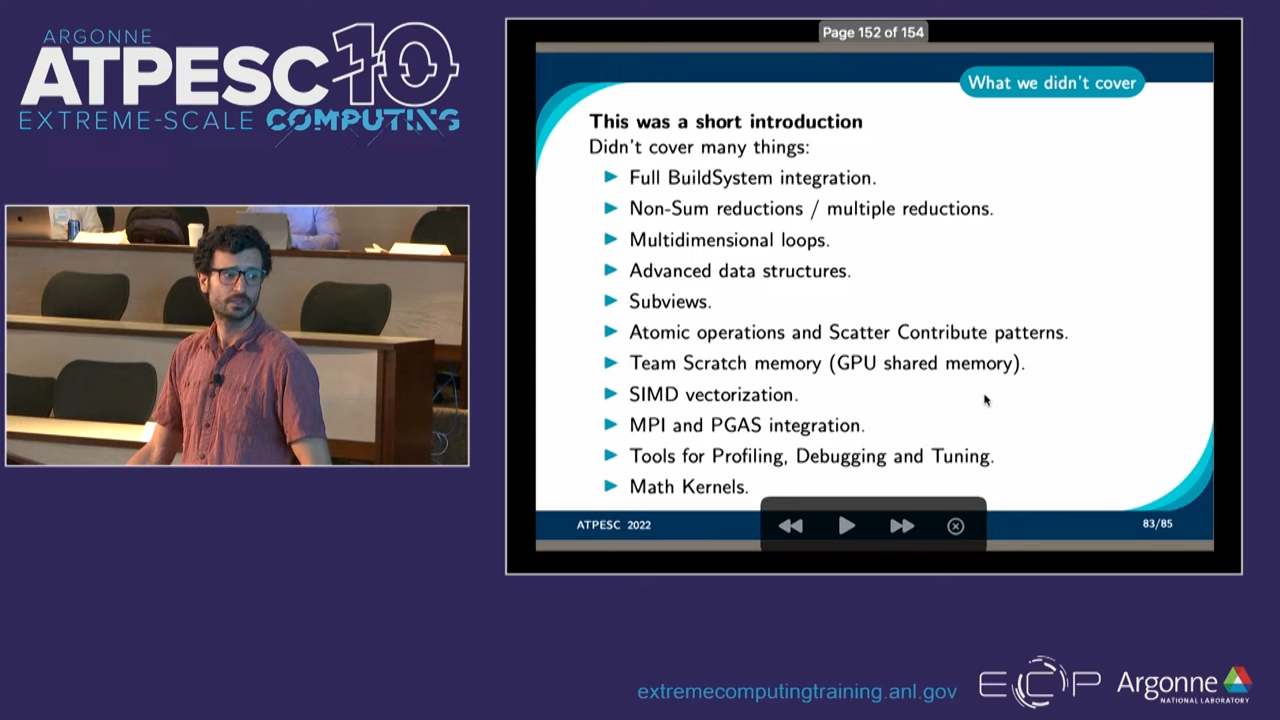 ARGONNE
ATPESC10
EXTREME-SCALE COMPUTING
Page 152 of 154
What we didn't cover
This was a short introduction
Didn't cover many things:
Full BuildSystem integration.
Non-Sum reductions / multiple reductions.
Multidimensional loops.
Advanced data structures.
Subviews.
Atomic operations and Scatter Contribute patterns.
Team Scratch memory (GPU shared memory).
SIMD vectorization.
MPI and PGAS integration.
Tools for Profiling, Debugging and Tuning.
Math Kernels.
ATPESC 2022
83/85
extremecomputingtraining.anl.gov
ECP
Argonne
NATIONAL LABORATORY